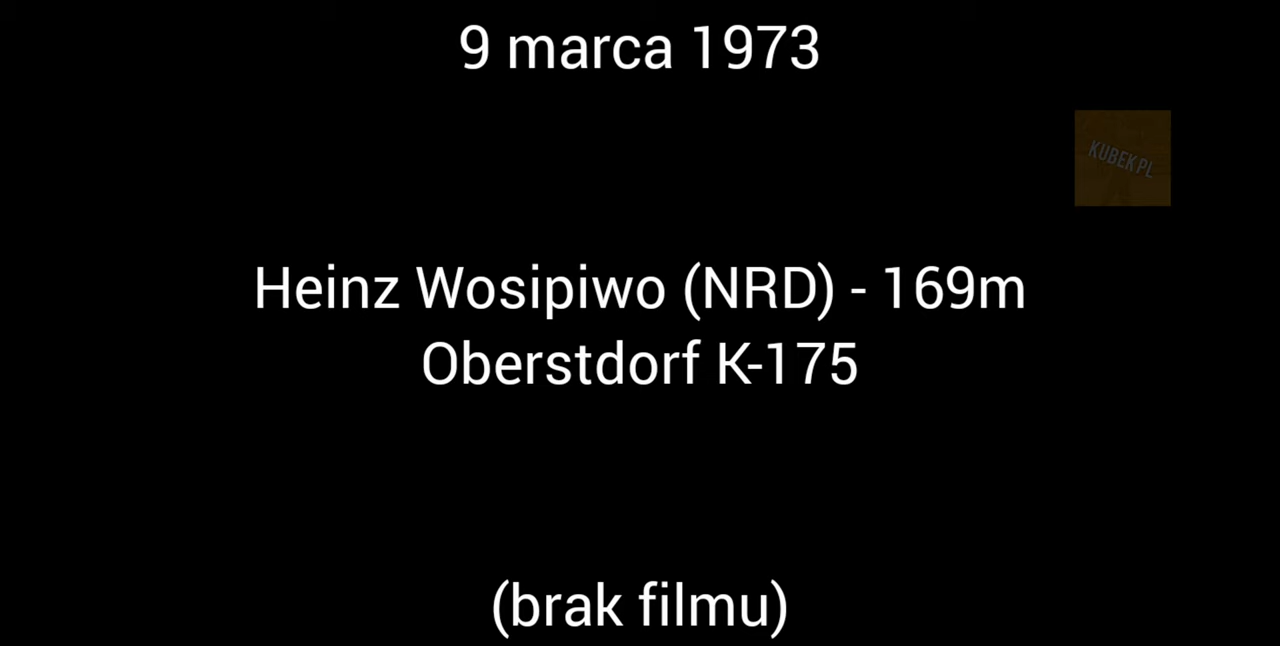 9 marca 1973
KUBEK.PL
Heinz Wosipiwo (NRD) - 169m
Oberstdorf K-175
(brak filmu)